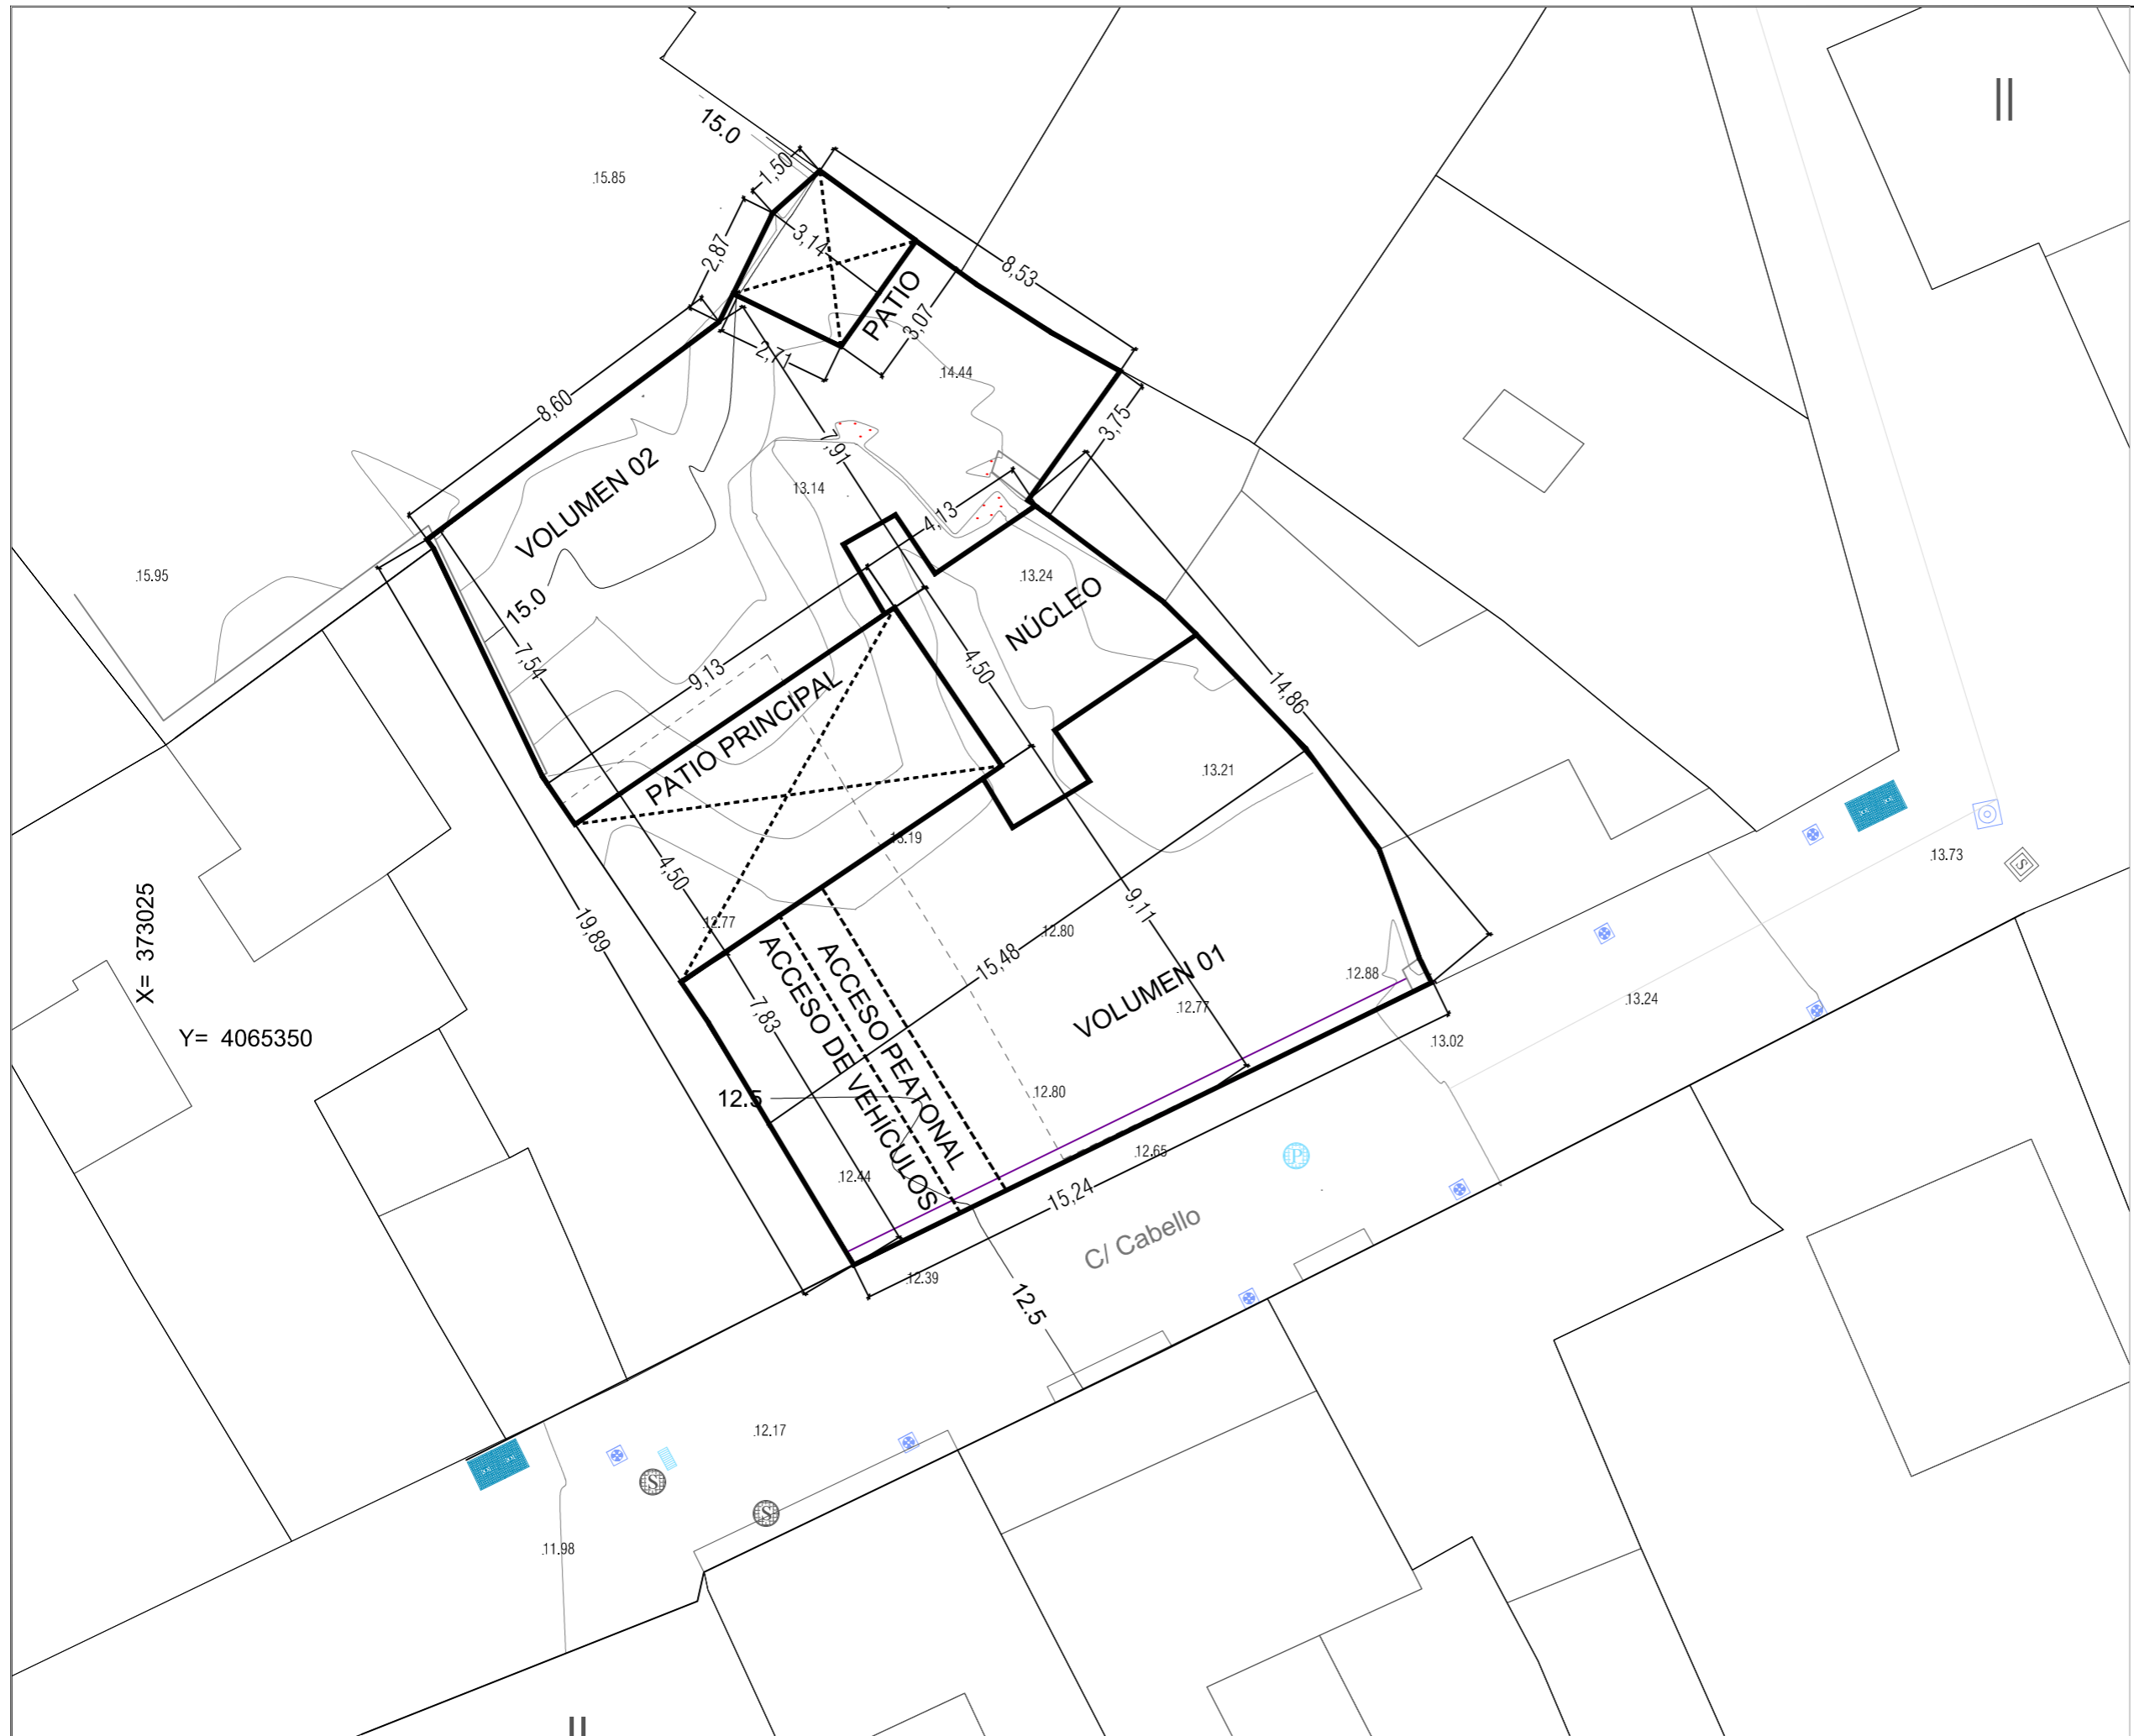 II
15.0
.15.85
1,50
3,14
2,87
8,53
PATIO
3,07
2,71
.14.44
8,60
3,75
7,91
VOLUMEN 02
.13.14
4,13
.15.95
15.0
.13.24
NÚCLEO
7,54
9,13
4,50
14,86
PATIO PRINCIPAL
.13.21
.13.19
.13.73
S
4,50
9,11
X= 373025
19,89
.12.77
.12.80
15,48
VOLUMEN 01
.12.88
.12.77
.13.24
ACCESO PEATONAL
ACCESO DE VEHÍCULOS
7,83
Y= 4065350
.13.02
12.5
.12.80
.12.65
P
.12.44
15,24
C/ Cabello
.12.39
12.5
.12.17
S
S
.11.98
II